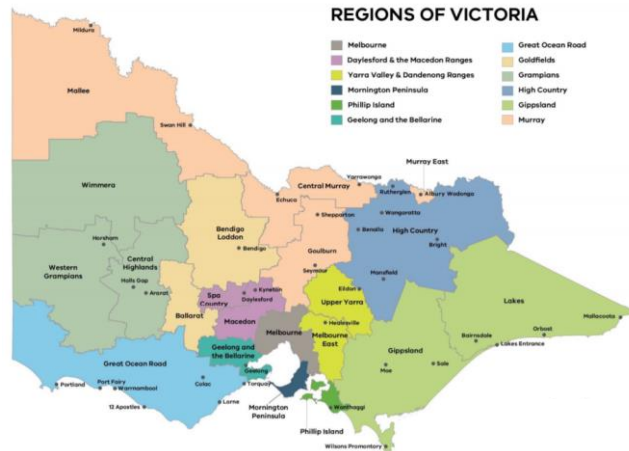 REGIONS OF VICTORIA
Melbourne
Daylesford & the Macedon Ranges
Yarra Valley & Dandenong Ranges
Mornington Peninsula
Phillip Island
Geelong and the Bellarine
Great Ocean Road
Goldfields
Grampians
High Country
Gippsland
Murray
Mildura
Mallee
Swan Hill
Murray East
Yarrawonga
Central Murray
Rutherglen
Albury Wodonga
Echuca
Wimmera
Shepparton
Wangaratta
Bendigo
Loddon
Benalla
High Country
Bright
Horsham
Central
Highlands
Bendigo
Goulburn
Seymour
Mansfield
Western
Grampians
Halls Gap
Ararat
Spa
Country
Kyneton
Daylesford
Eildon
Upper Yarra
Lakes
Ballarat
Macedon
Healesville
Mallacoota
Melbourne
Melbourne
East
Orbost
Bairnsdale
Lakes Entrance
Great Ocean Road
Geelong and
the Bellarine
Geelong
Gippsland
Moe
Sale
Portland
Port Fairy
Warrnambool
Colac
Torquay
12 Apostles
Lorne
Mornington
Peninsula
Wonthaggi
Phillip Island
Wilsons Promontory